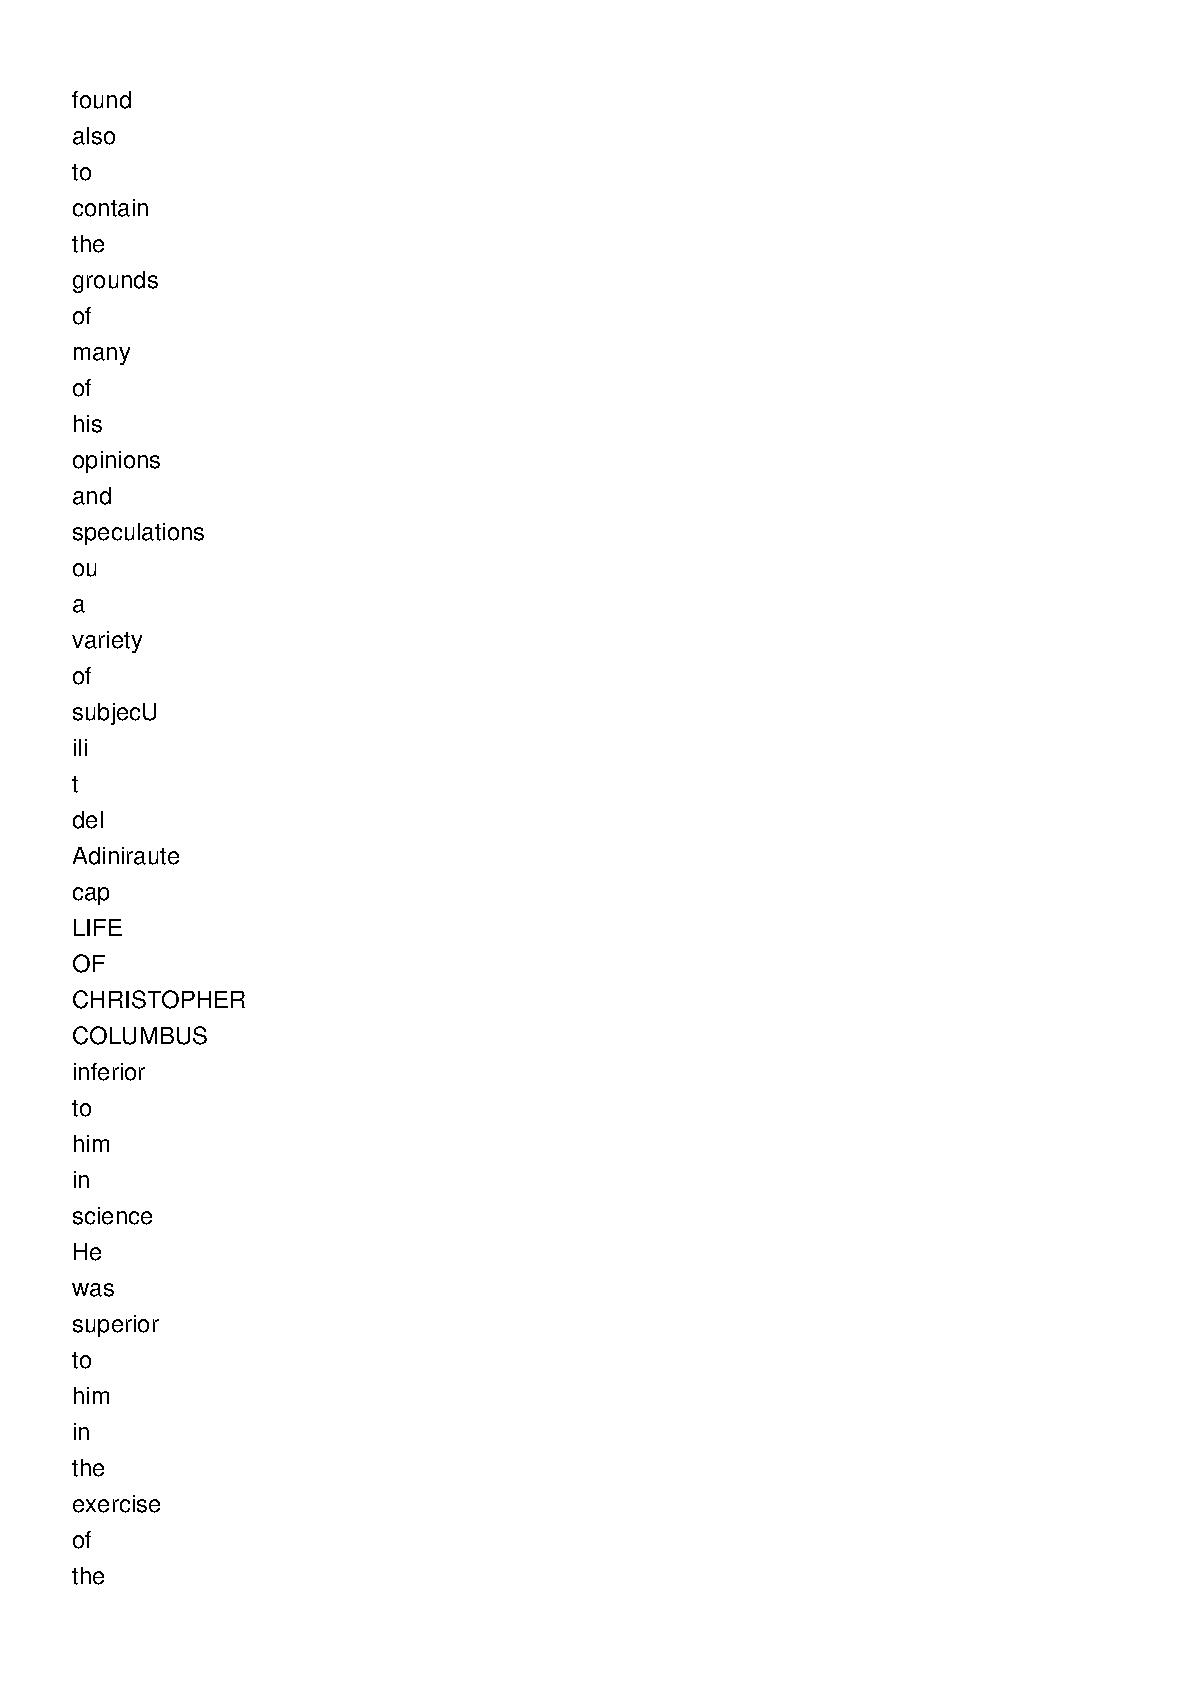 found
also
to
contain
the
grounds
of
many
of
his
opinions
and
speculations
ou
a
variety
of
subjecU
ili
t
del
Adiniraute
cap
LIFE
OF
CHRISTOPHER
COLUMBUS
inferior
to
him
in
science
He
was
superior
to
him
in
the
exercise
of
the